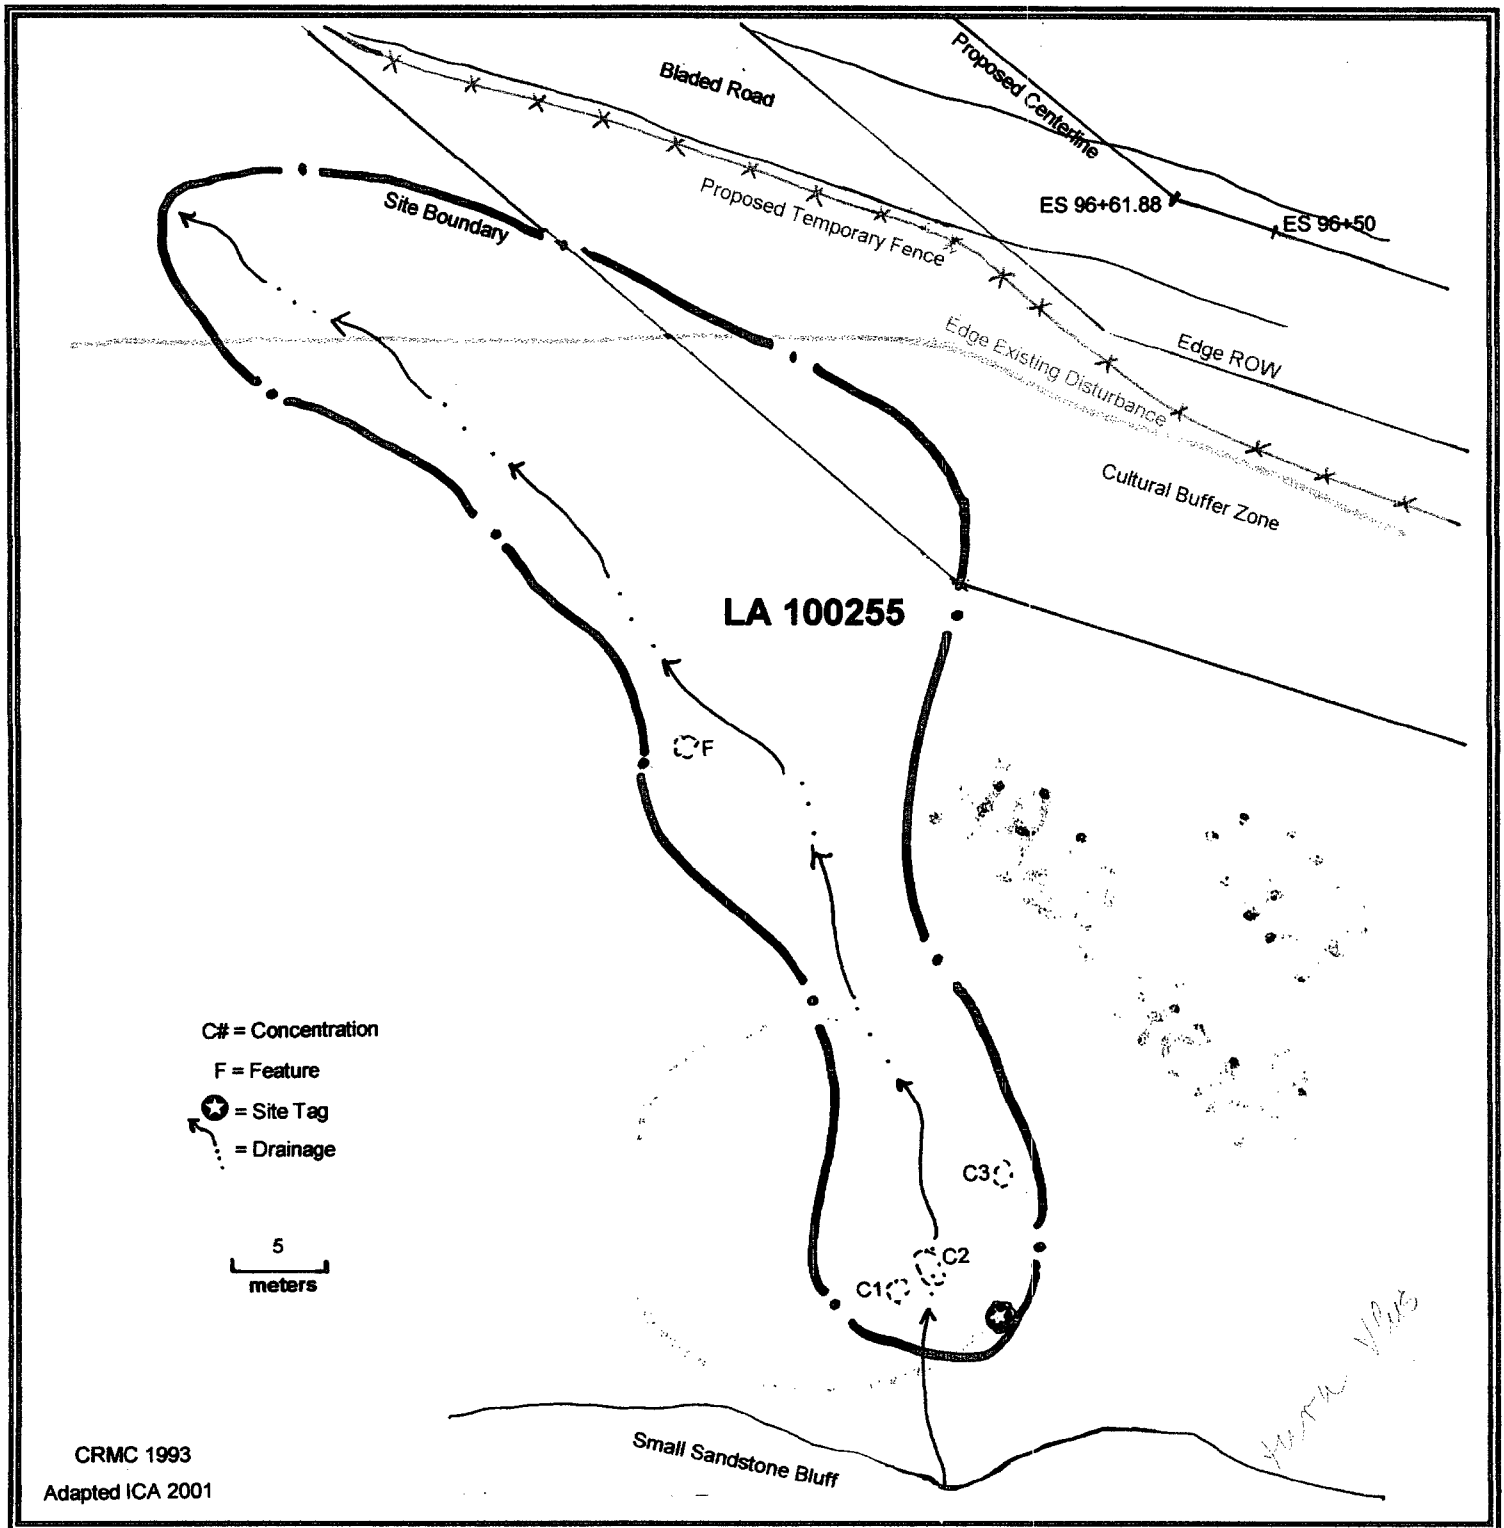 Bladed Road
Proposed Centerline
Site Boundary
Proposed Temporary Fence
ES 96+61.88
ES 96+50
Edge Existing Disturbance
Edge ROW
Cultural Buffer Zone
LA 100255
F
C# = Concentration
F = Feature
= Site Tag
= Drainage
5
meters
C3
C2
C1
Small Sandstone Bluff
CRMC 1993
Adapted ICA 2001